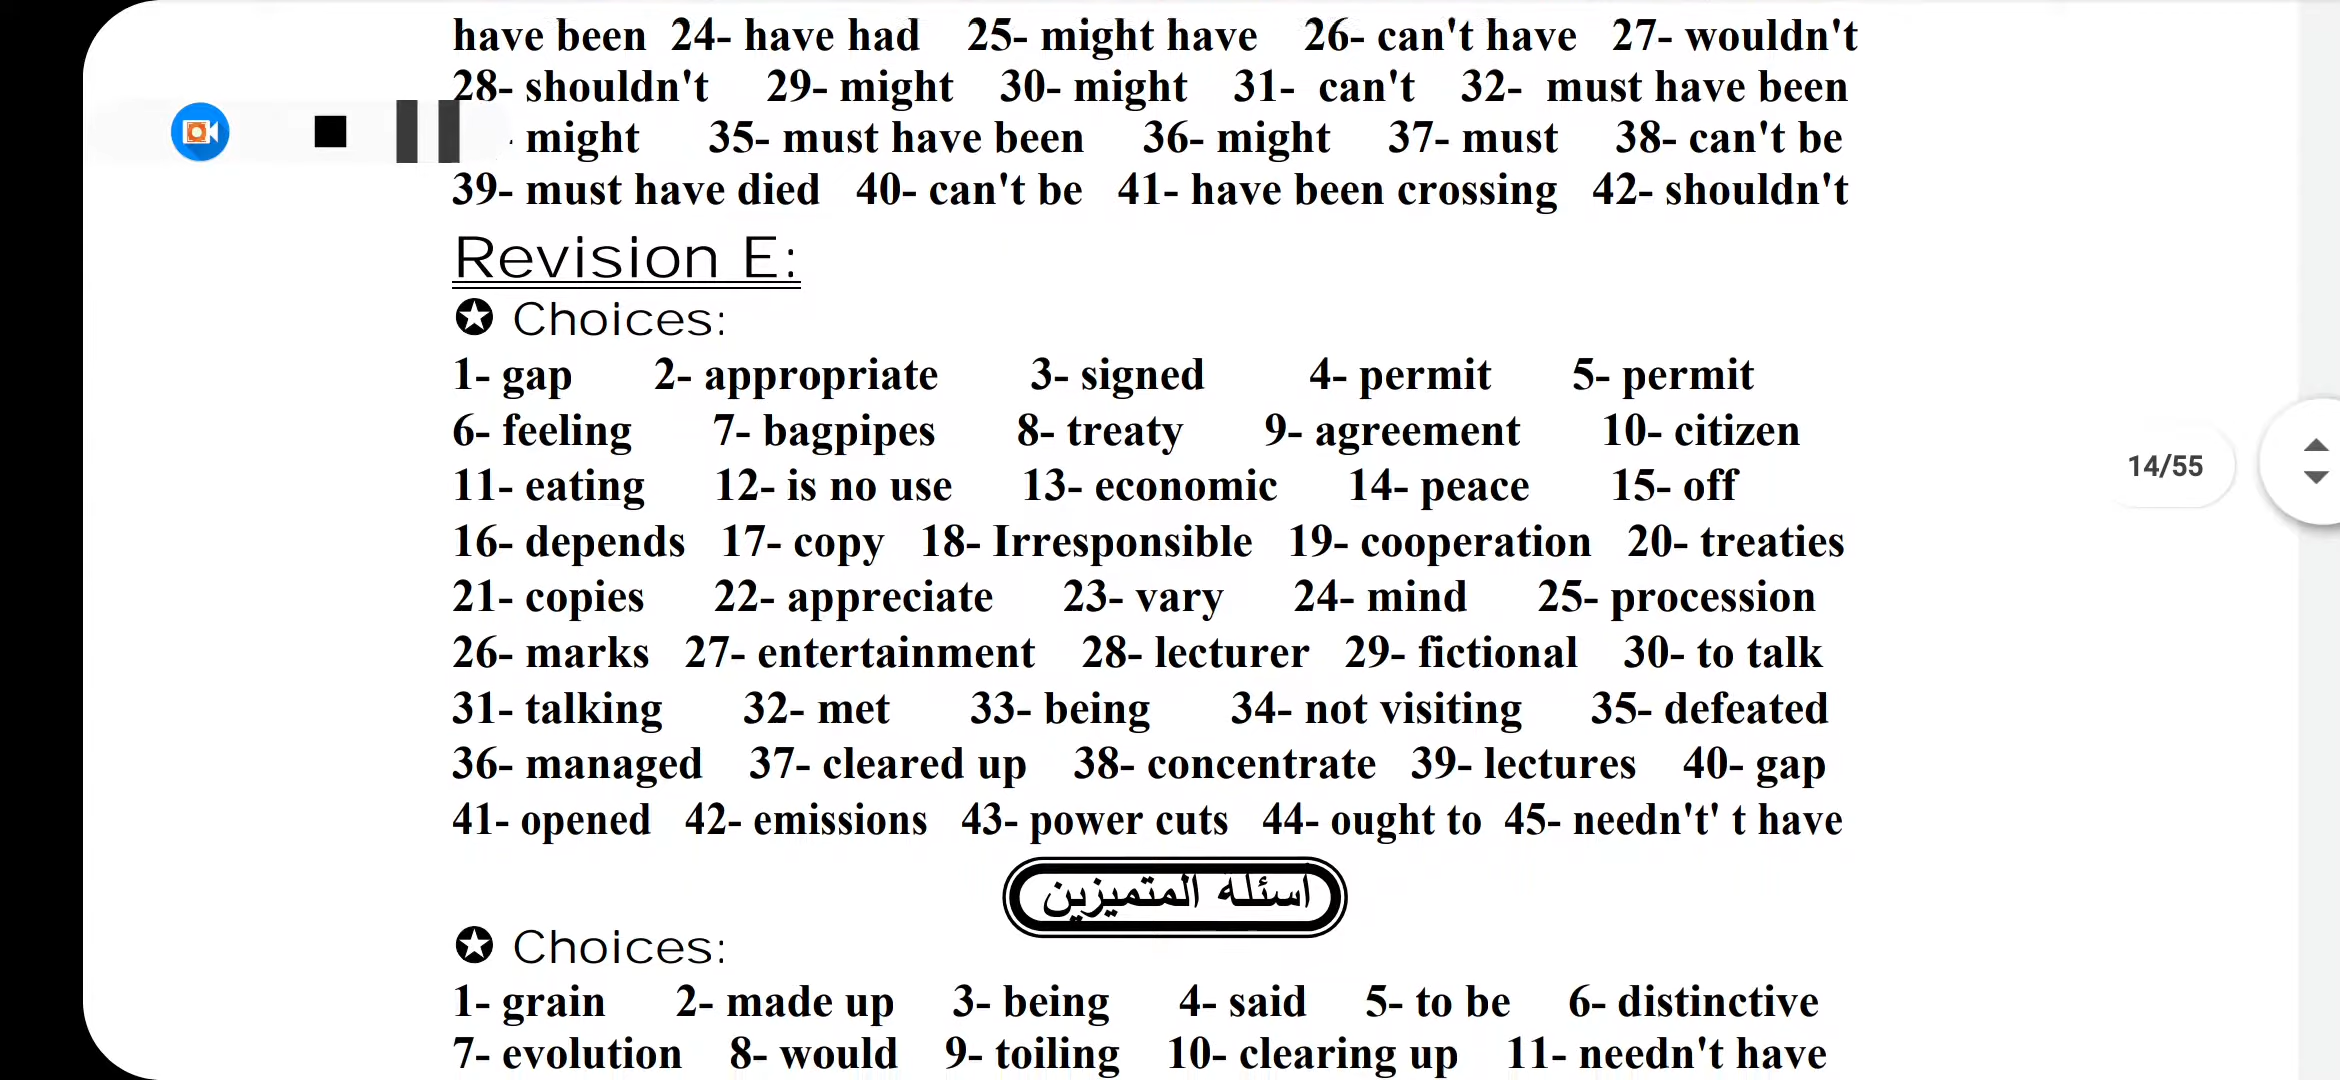 have been 24- have had 25- might have 26- can't have 27- wouldn't
28- shouldn't 29- might 30- might 31- can't 32- must have been
might 35- must have been 36- might 37- must 38- can't be
39- must have died 40- can't be 41- have been crossing 42- shouldn't
Revision E:
Choices:
1- gap 2- appropriate 3- signed 4- permit 5- permit
6- feeling 7- bagpipes 8- treaty 9- agreement 10- citizen
11- eating 12- is no use 13- economic 14- peace 15- off
16- depends 17- copy 18- Irresponsible 19- cooperation 20- treaties
21- copies 22- appreciate 23- vary 24- mind 25- procession
26- marks 27- entertainment 28- lecturer 29- fictional 30- to talk
31- talking 32- met 33- being 34- not visiting 35- defeated
36- managed 37- cleared up 38- concentrate 39- lectures 40- gap
41- opened 42- emissions 43- power cuts 44- ought to 45- needn't' t have
أسئلة المتميزين
Choices:
1- grain 2- made up 3- being 4- said 5- to be 6- distinctive
7- evolution 8- would 9- toiling 10- clearing up 11- needn't have
14/55